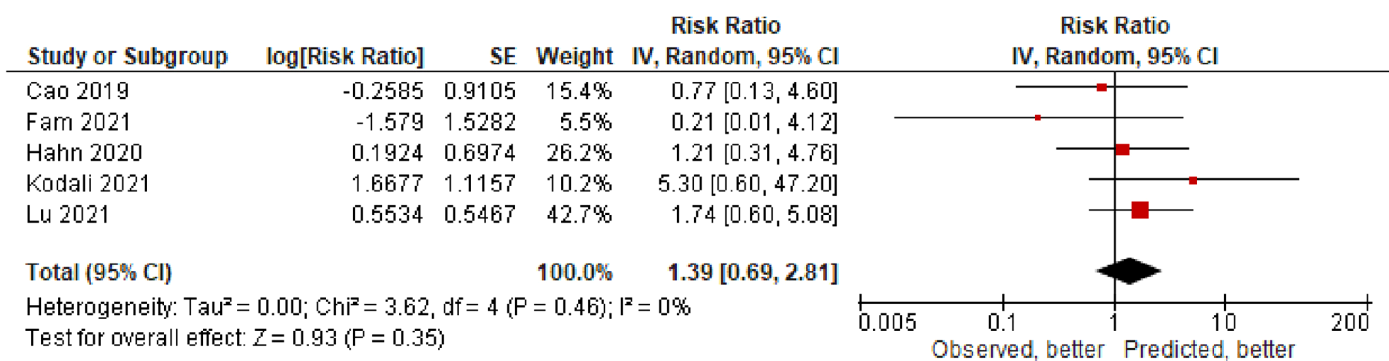 Risk Ratio Risk Ratio
Study or Subgroup log[Risk Ratio] SE Weight IV, Random, 95% CI IV, Random, 95% CI
Cao 2019 -0.2585 0.9105 15.4% 0.77 [0.13, 4.60]
Fam 2021 -1.579 1.5282 5.5% 0.21 [0.01, 4.12]
Hahn 2020 0.1924 0.6974 26.2% 1.21 [0.31, 4.76]
Kodali 2021 1.6677 1.1157 10.2% 5.30 [0.60, 47.20]
Lu 2021 0.5534 0.5467 42.7% 1.74 [0.60, 5.08]
Total (95% CI) 100.0% 1.39 [0.69, 2.81]
Heterogeneity: Tau² = 0.00; Chi² = 3.62, df = 4 (P = 0.46); I² = 0%
Test for overall effect: Z = 0.93 (P = 0.35)
0.005 0.1 1 10 200
Observed, better Predicted, better